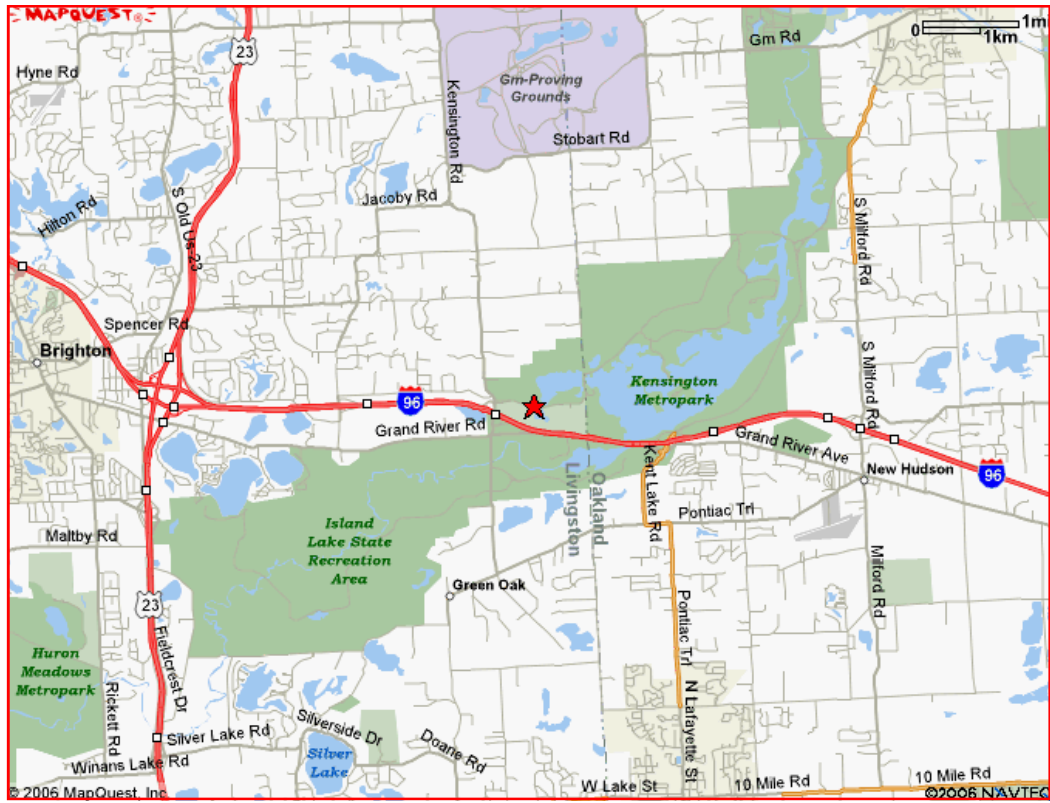 MAPQUEST®
23
1m
0
1km
Gm Rd
Hyne Rd
Gm-Proving
Grounds
Kensington Rd
Stobart Rd
S Old Us-23
Jacoby Rd
Hilton Rd
S Milford Rd
Spencer Rd
Brighton
S Milford Rd
Kensington
Metropark
96
Grand River Rd
Grand River Ave
Kent Lake Rd
New Hudson
96
Livingston
Oakland
Pontiac Trl
Island
Lake State
Recreation
Area
Maltby Rd
Green Oak
Milford Rd
23
Fieldcrest Dr
Pontiac Trl
Huron
Meadows
Metropark
Rickett Rd
N Lafayette St
Silver Lake Rd
Silverside Dr
Doane Rd
Winans Lake Rd
Silver
Lake
W Lake St
10 Mile Rd
10 Mile Rd
© 2006 MapQuest, Inc
©2006 NAVTEQ